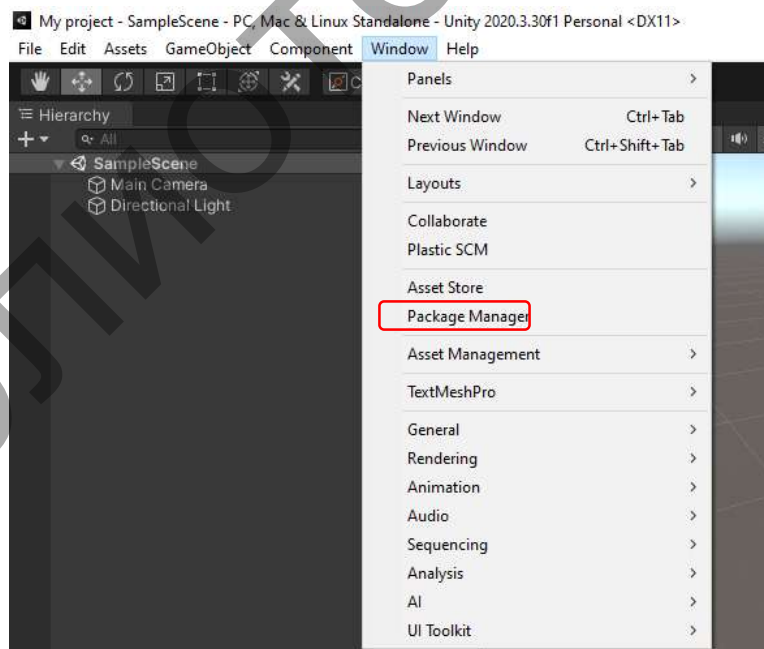 My project - SampleScene - PC, Mac & Linux Standalone - Unity 2020.3.30f1 Personal <DX11>
File Edit Assets GameObject Component Window Help
Hierarchy
All
SampleScene
Main Camera
Directional Light
Panels
Next Window Ctrl+Tab
Previous Window Ctrl+Shift+Tab
Layouts
Collaborate
Plastic SCM
Asset Store
Package Manager
Asset Management
TextMeshPro
General
Rendering
Animation
Audio
Sequencing
Analysis
AI
UI Toolkit